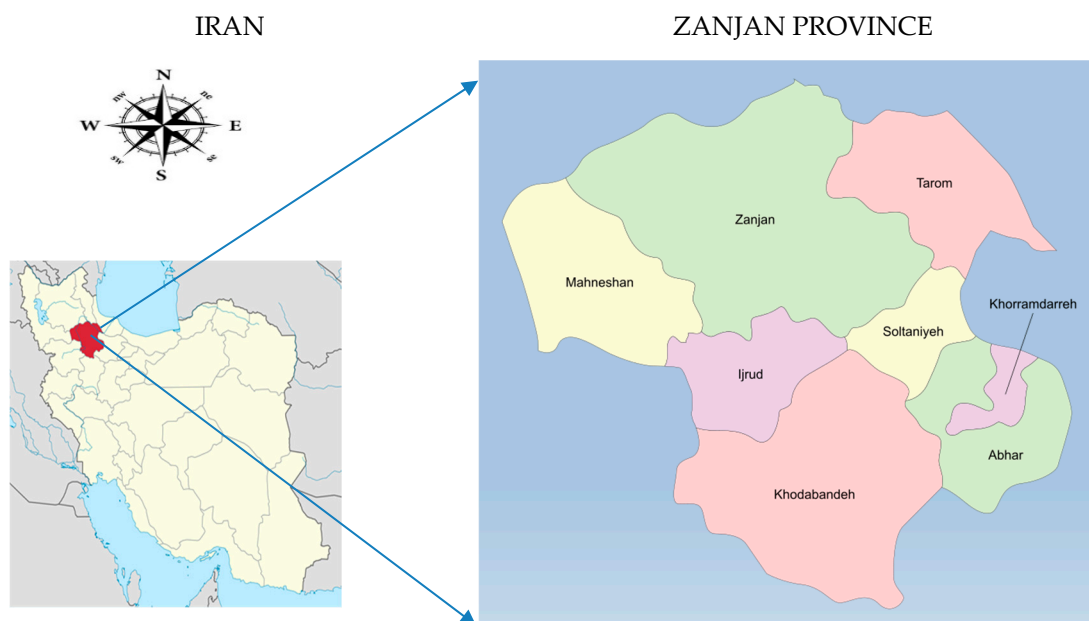 IRAN
ZANJAN PROVINCE
N
nw
ne
W
E
sw
se
S
Tarom
Zanjan
Mahneshan
Khorramdarreh
Soltaniyeh
Ijrud
Abhar
Khodabandeh